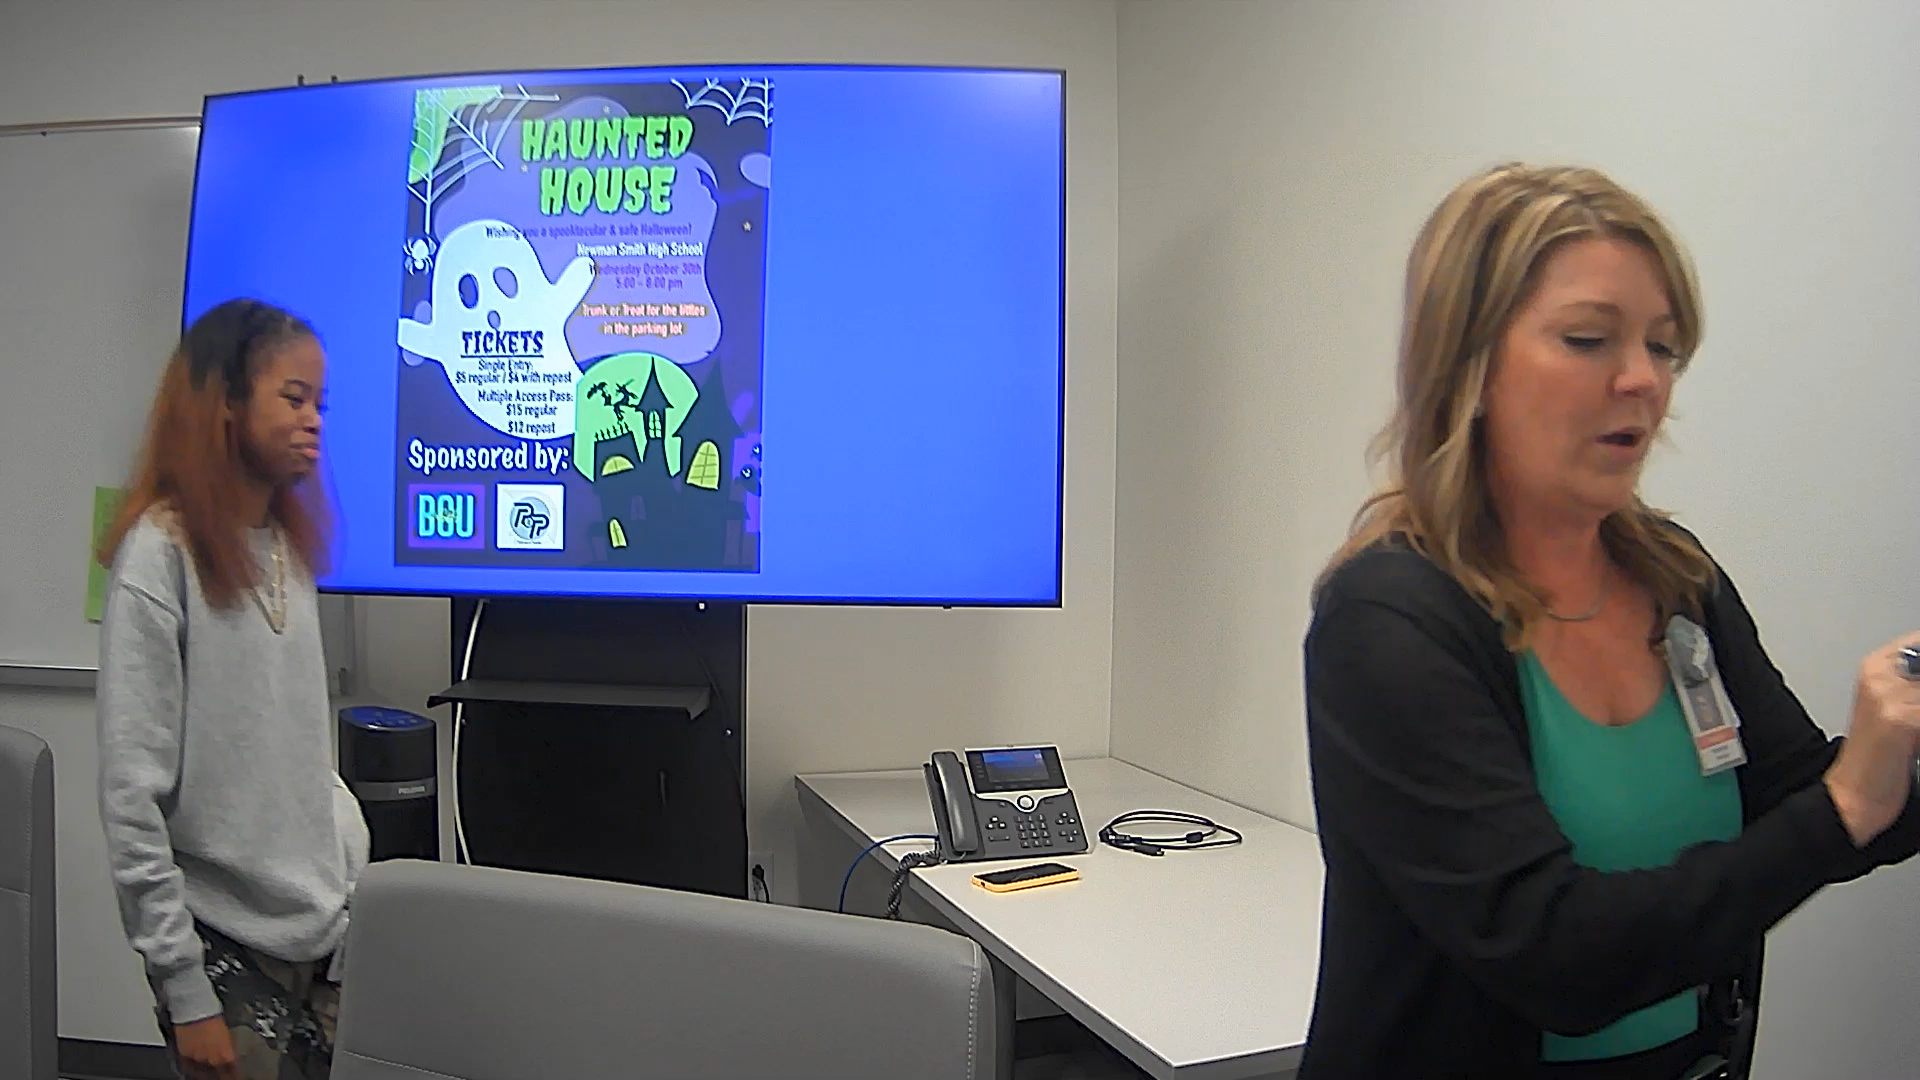 HAUNTED
HOUSE
Wishing you a spooktacular & safe Halloween!
Newman Smith High School
Wednesday October 30th
5:00 - 8:00 pm
Trunk or Treat for the littles
in the parking lot
TICKETS
Single Entry:
$5 regular / $4 with repost
Multiple Access Pass:
$15 regular
$12 repost
Sponsored by:
BGU